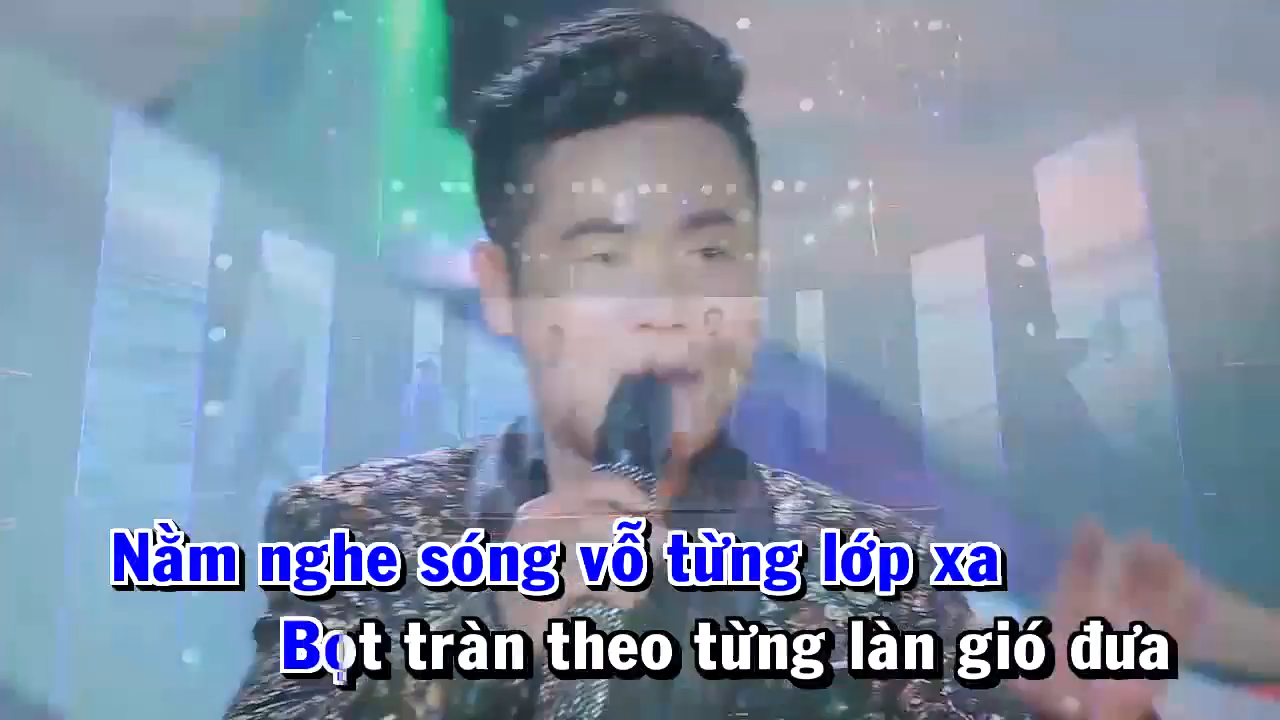 Nằm nghe sóng vỗ từng lớp xa
Bọt tràn theo từng làn gió đưa